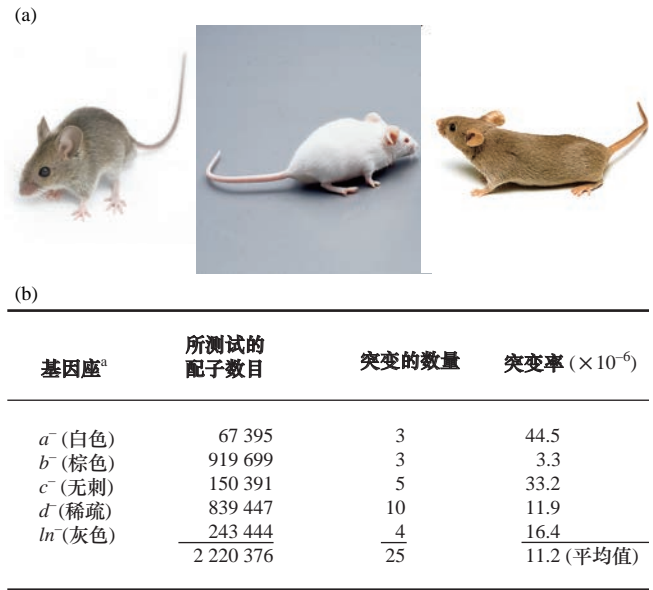 (a)
(b)
基因座a 所测试的配子数目 突变的数量 突变率 (×10−6)
a− (白色) 67 395 3 44.5
b− (棕色) 919 699 3 3.3
c− (无刺) 150 391 5 33.2
d− (稀疏) 839 447 10 11.9
ln− (灰色) 243 444 4 16.4
2 220 376 25 11.2 (平均值)